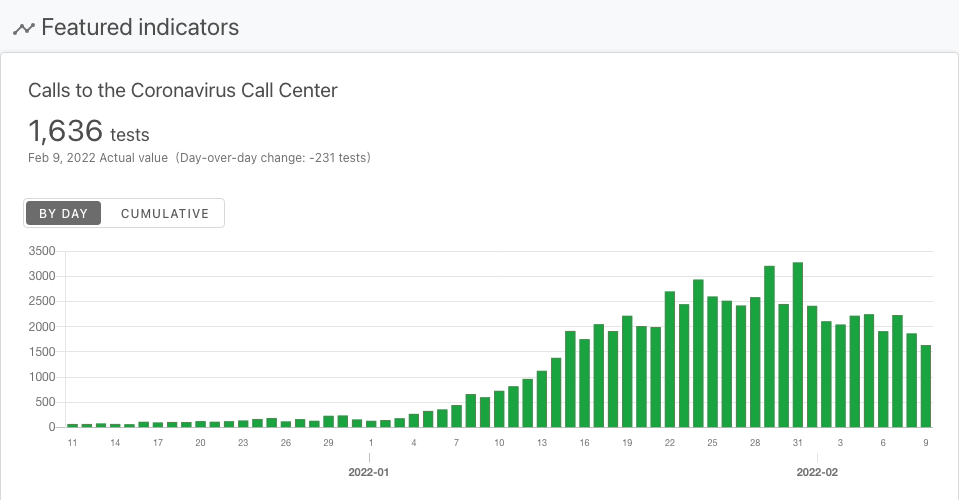 Featured indicators
Calls to the Coronavirus Call Center
1,636 tests
Feb 9, 2022 Actual value (Day-over-day change: -231 tests)
BY DAY CUMULATIVE
3500
3000
2500
2000
1500
1000
500
0
11 14 17 20 23 26 29 1 4 7 10 13 16 19 22 25 28 31 3 6 9
2022-01 2022-02